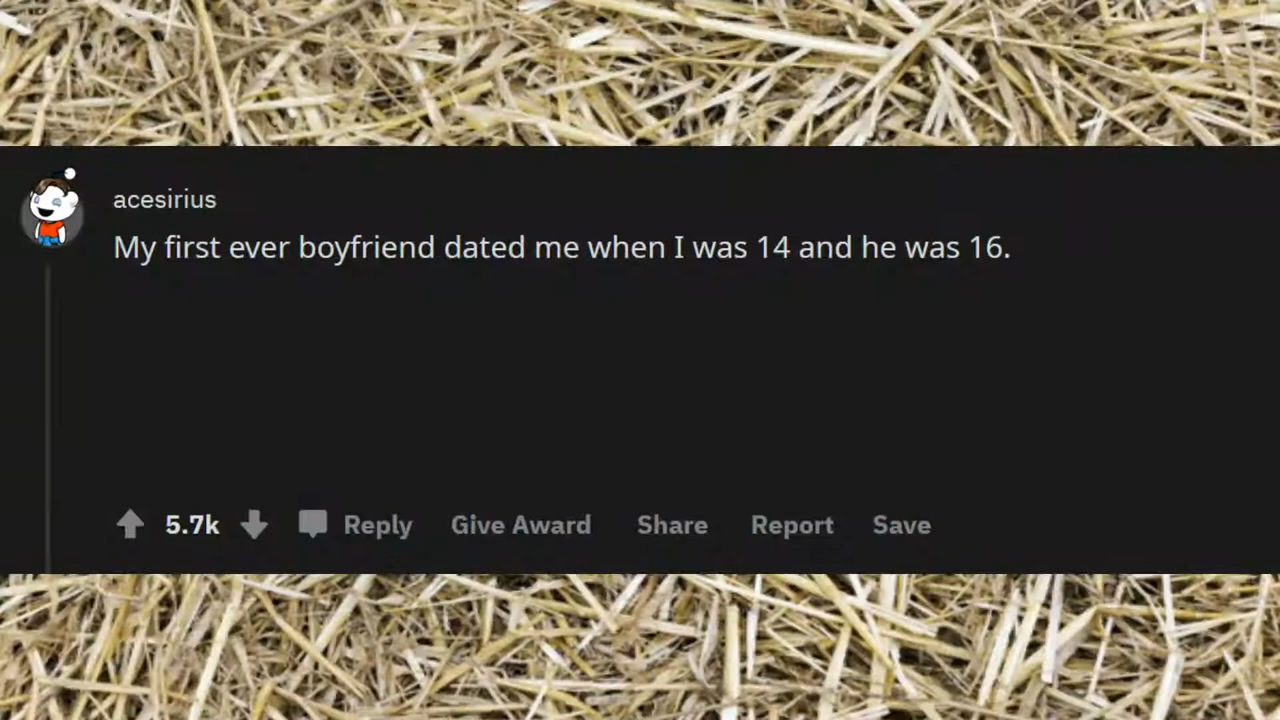 acesirius
My first ever boyfriend dated me when I was 14 and he was 16.
5.7k Reply Give Award Share Report Save